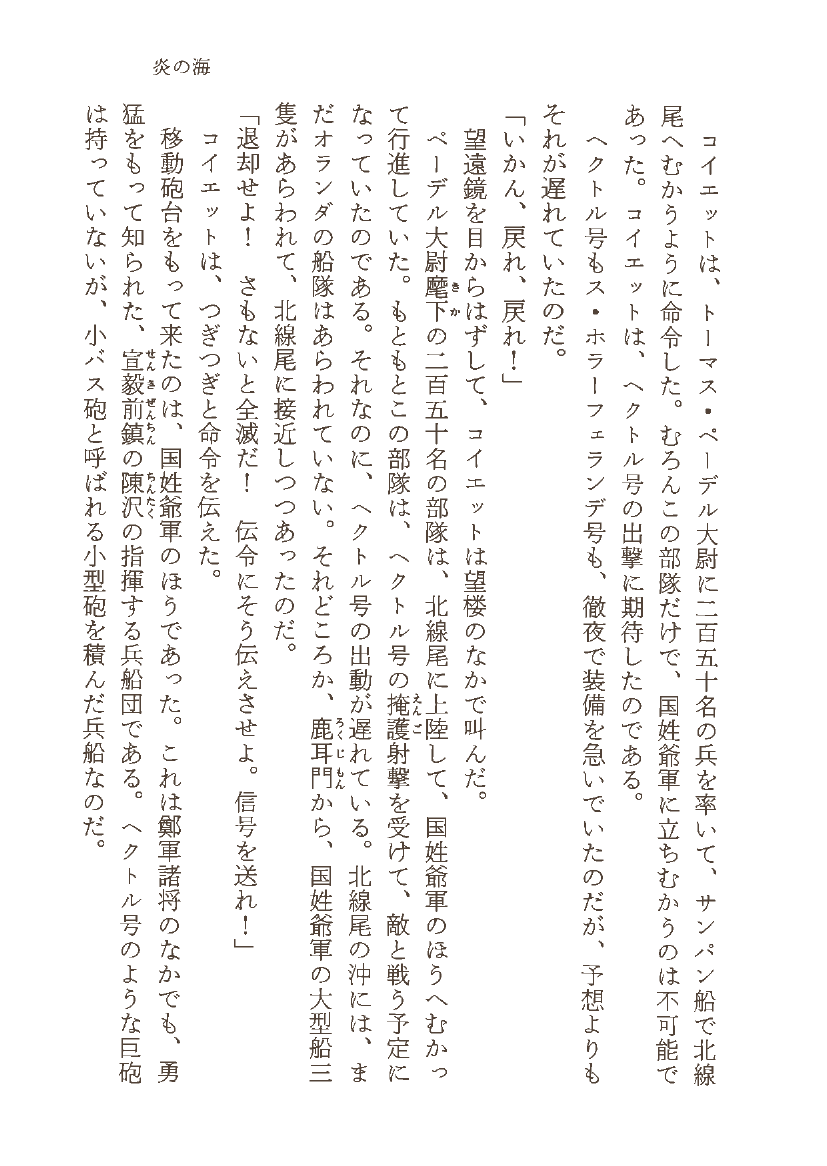 炎の海
コイエットは、トーマス・ペーデル大尉に二百五十名の兵を率いて、サンパン船で北線
尾へむかうように命令した。むろんこの部隊だけで、国姓爺軍に立ちむかうのは不可能で
あった。コイエットは、ヘクトル号の出撃に期待したのである。
ヘクトル号もス・ホラーフェランデ号も、徹夜で装備を急いでいたのだが、予想よりも
それが遅れていたのだ。
「いかん、戻れ、戻れ!」
望遠鏡を目からはずして、コイエットは望楼のなかで叫んだ。
ペーデル大尉麾下の二百五十名の部隊は、北線尾に上陸して、国姓爺軍のほうへむかっ
て行進していた。もともとこの部隊は、ヘクトル号の掩護射撃を受けて、敵と戦う予定に
なっていたのである。それなのに、ヘクトル号の出動が遅れている。北線尾の沖には、ま
だオランダの船隊はあらわれていない。それどころか、鹿耳門から、国姓爺軍の大型船三
隻があらわれて、北線尾に接近しつつあったのだ。
「退却せよ! さもないと全滅だ! 伝令にそう伝えさせよ。信号を送れ!」
コイエットは、つぎつぎと命令を伝えた。
移動砲台をもって来たのは、国姓爺軍のほうであった。これは鄭軍諸将のなかでも、勇
猛をもって知られた、宣毅前鎮の陳沢の指揮する兵船団である。ヘクトル号のような巨砲
は持っていないが、小バス砲と呼ばれる小型砲を積んだ兵船なのだ。